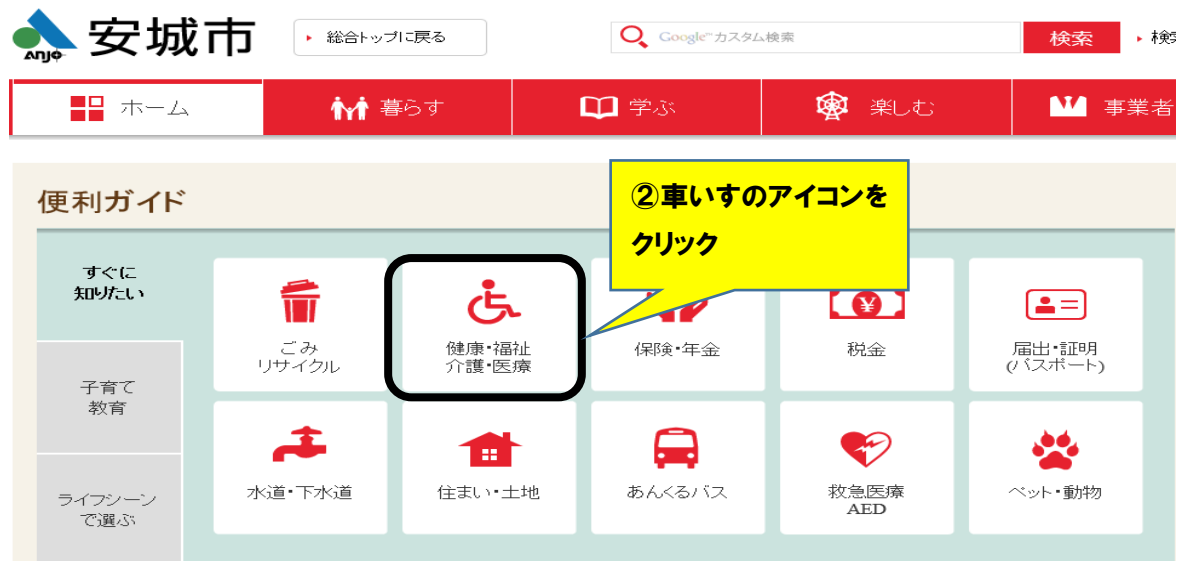 Anjo 安城市
総合トップに戻る
Google™カスタム検索
検索
ホーム
暮らす
学ぶ
楽しむ
事業者
便利ガイド
②車いすのアイコンを
クリック
すぐに
知りたい
子育て
教育
ライフシーン
で選ぶ
ごみ
リサイクル
健康・福祉
介護・医療
保険・年金
税金
届出・証明
(パスポート)
水道・下水道
住まい・土地
あんくるバス
救急医療
AED
ペット・動物